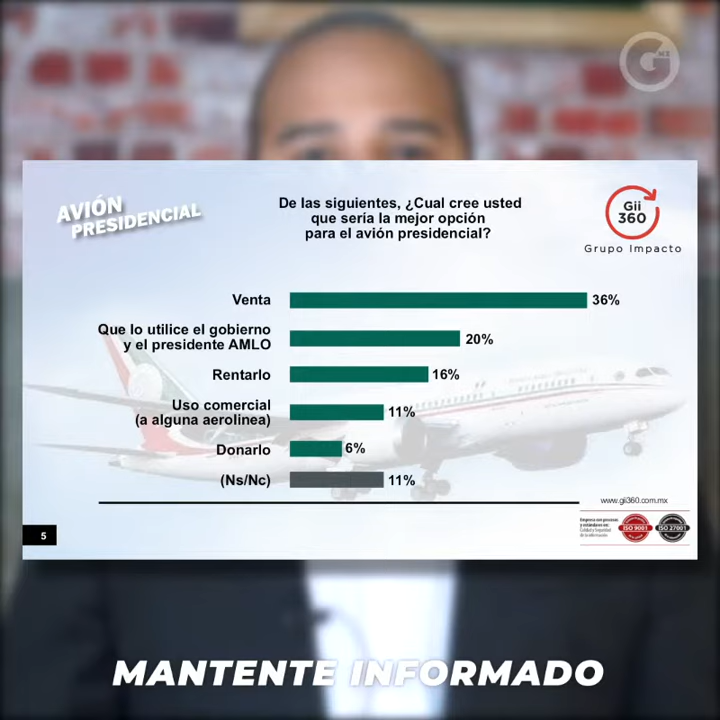 AVIÓN
PRESIDENCIAL
De las siguientes, ¿Cual cree usted
que sería la mejor opción
para el avión presidencial?
Gii
360
Grupo Impacto
Venta
36%
Que lo utilice el gobierno
y el presidente AMLO
20%
Rentarlo
16%
Uso comercial
(a alguna aerolinea)
11%
Donarlo
6%
(Ns/Nc)
11%
www.gii360.com.mx
5
ISO 9001
ISO 27001
MANTENTE INFORMADO